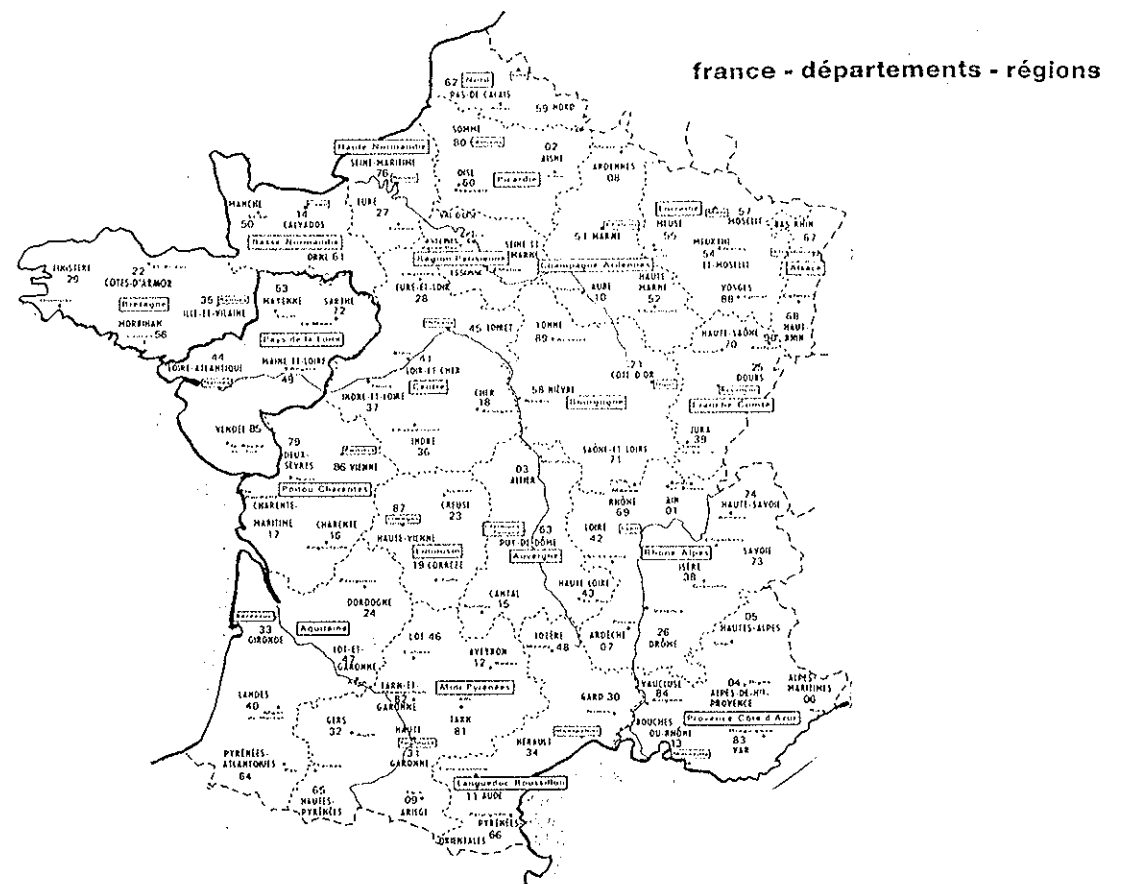 france - départements - régions
62 Nord
PAS-DE-CALAIS
59 NORD
SOMME
80 Amiens
02
AISNE
ARDENNES
08
Haute Normandie
SEINE-MARITIME
76
OISE
60
Picardie
MANCHE
50
14
CALVADOS
EURE
27
VAL D'OISE
Basse Normandie
ORNE 61
Région Parisienne
ESSONNE
SEINE ET
MARNE
51 MARNE
Champagne Ardennes
Lorraine
MEUSE
55
57
MOSELLE
MEURTHE
54
ET-MOSELLE
BAS RHIN
67
Alsace
FINISTÈRE
29
22
CÔTES-D'ARMOR
Bretagne
35
ILLE-ET-VILAINE
MORBIHAN
56
53
MAYENNE
SARTHE
72
Pays de la Loire
EURE-ET-LOIR
28
AUBE
10
HAUTE
MARNE
52
VOSGES
88
68
HAUT
RHIN
44
LOIRE-ATLANTIQUE
MAINE ET-LOIRE
49
45 LOIRET
YONNE
89
HAUTE-SAÔNE
70
90
41
LOIR-ET CHER
Centre
INDRE-ET-LOIRE
37
CHER
18
58 NIÈVRE
Bourgogne
21
CÔTE D'OR
25
DOUBS
Franche Comté
VENDÉE 85
79
DEUX-
SÈVRES
86 VIENNE
INDRE
36
SAÔNE-ET LOIRE
71
JURA
39
Poitou Charentes
03
ALLIER
CHARENTE-
MARITIME
17
CHARENTE
16
87
HAUTE-VIENNE
CREUSE
23
Limousin
19 CORRÈZE
63
PUY-DE-DÔME
Auvergne
LOIRE
42
RHÔNE
69
AIN
01
74
HAUTE-SAVOIE
Rhône Alpes
ISÈRE
38
SAVOIE
73
DORDOGNE
24
CANTAL
15
HAUTE LOIRE
43
Bordeaux
33
GIRONDE
Aquitaine
LOT-ET-
47
GARONNE
LOT 46
AVEYRON
12
LOZÈRE
48
ARDÈCHE
07
26
DRÔME
05
HAUTES-ALPES
LANDES
40
TARN-ET
82
GARONNE
Midi Pyrénées
GARD 30
VAUCLUSE
84
04
ALPES-DE-Hte
PROVENCE
ALPES
MARITIMES
06
GERS
32
HAUTE
31
GARONNE
TARN
81
HÉRAULT
34
BOUCHES
DU-RHÔNE
13
Provence Côte d'Azur
83
VAR
PYRÉNÉES-
ATLANTIQUES
64
65
HAUTES-
PYRÉNÉES
09
ARIÈGE
Languedoc Roussillon
11 AUDE
PYRÉNÉES
66
ORIENTALES